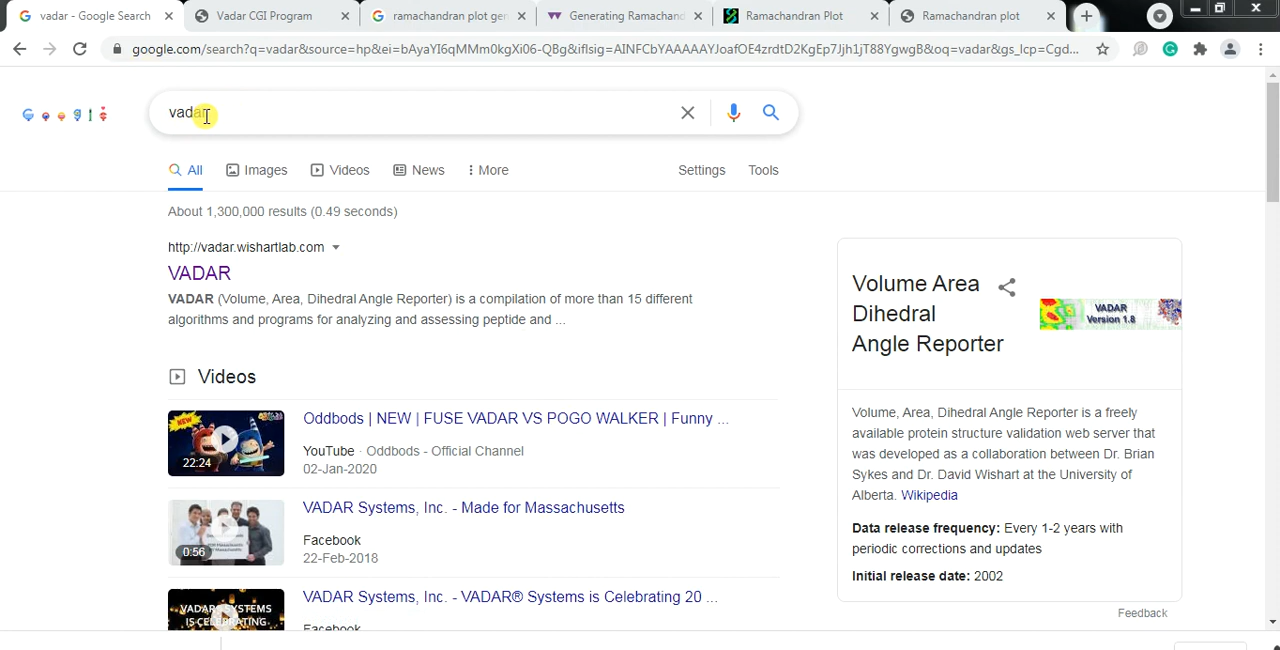 vadar - Google Search
Vadar CGI Program
ramachandran plot gen
Generating Ramachand
Ramachandran Plot
Ramachandran plot
google.com/search?q=vadar&source=hp&ei=bAyaYI6qMMm0kgXi06-QBg&iflsig=AINFCbYAAAAAYJoafOE4zrdtD2KgEp7Jjh1jT88YgwgB&oq=vadar&gs_lcp=Cgd...
Google
vadar
All
Images
Videos
News
More
Settings
Tools
About 1,300,000 results (0.49 seconds)
http://vadar.wishartlab.com
VADAR
VADAR (Volume, Area, Dihedral Angle Reporter) is a compilation of more than 15 different
algorithms and programs for analyzing and assessing peptide and ...
Videos
NEW
22:24
Oddbods | NEW | FUSE VADAR VS POGO WALKER | Funny ...
YouTube · Oddbods - Official Channel
02-Jan-2020
0:56
VADAR Systems, Inc. - Made for Massachusetts
Facebook
22-Feb-2018
VADAR SYSTEMS
IS CELEBRATING
VADAR Systems, Inc. - VADAR® Systems is Celebrating 20 ...
Facebook
Volume Area
Dihedral
Angle Reporter
VADAR
Version 1.8
Volume, Area, Dihedral Angle Reporter is a freely
available protein structure validation web server that
was developed as a collaboration between Dr. Brian
Sykes and Dr. David Wishart at the University of
Alberta. Wikipedia
Data release frequency: Every 1-2 years with
periodic corrections and updates
Initial release date: 2002
Feedback